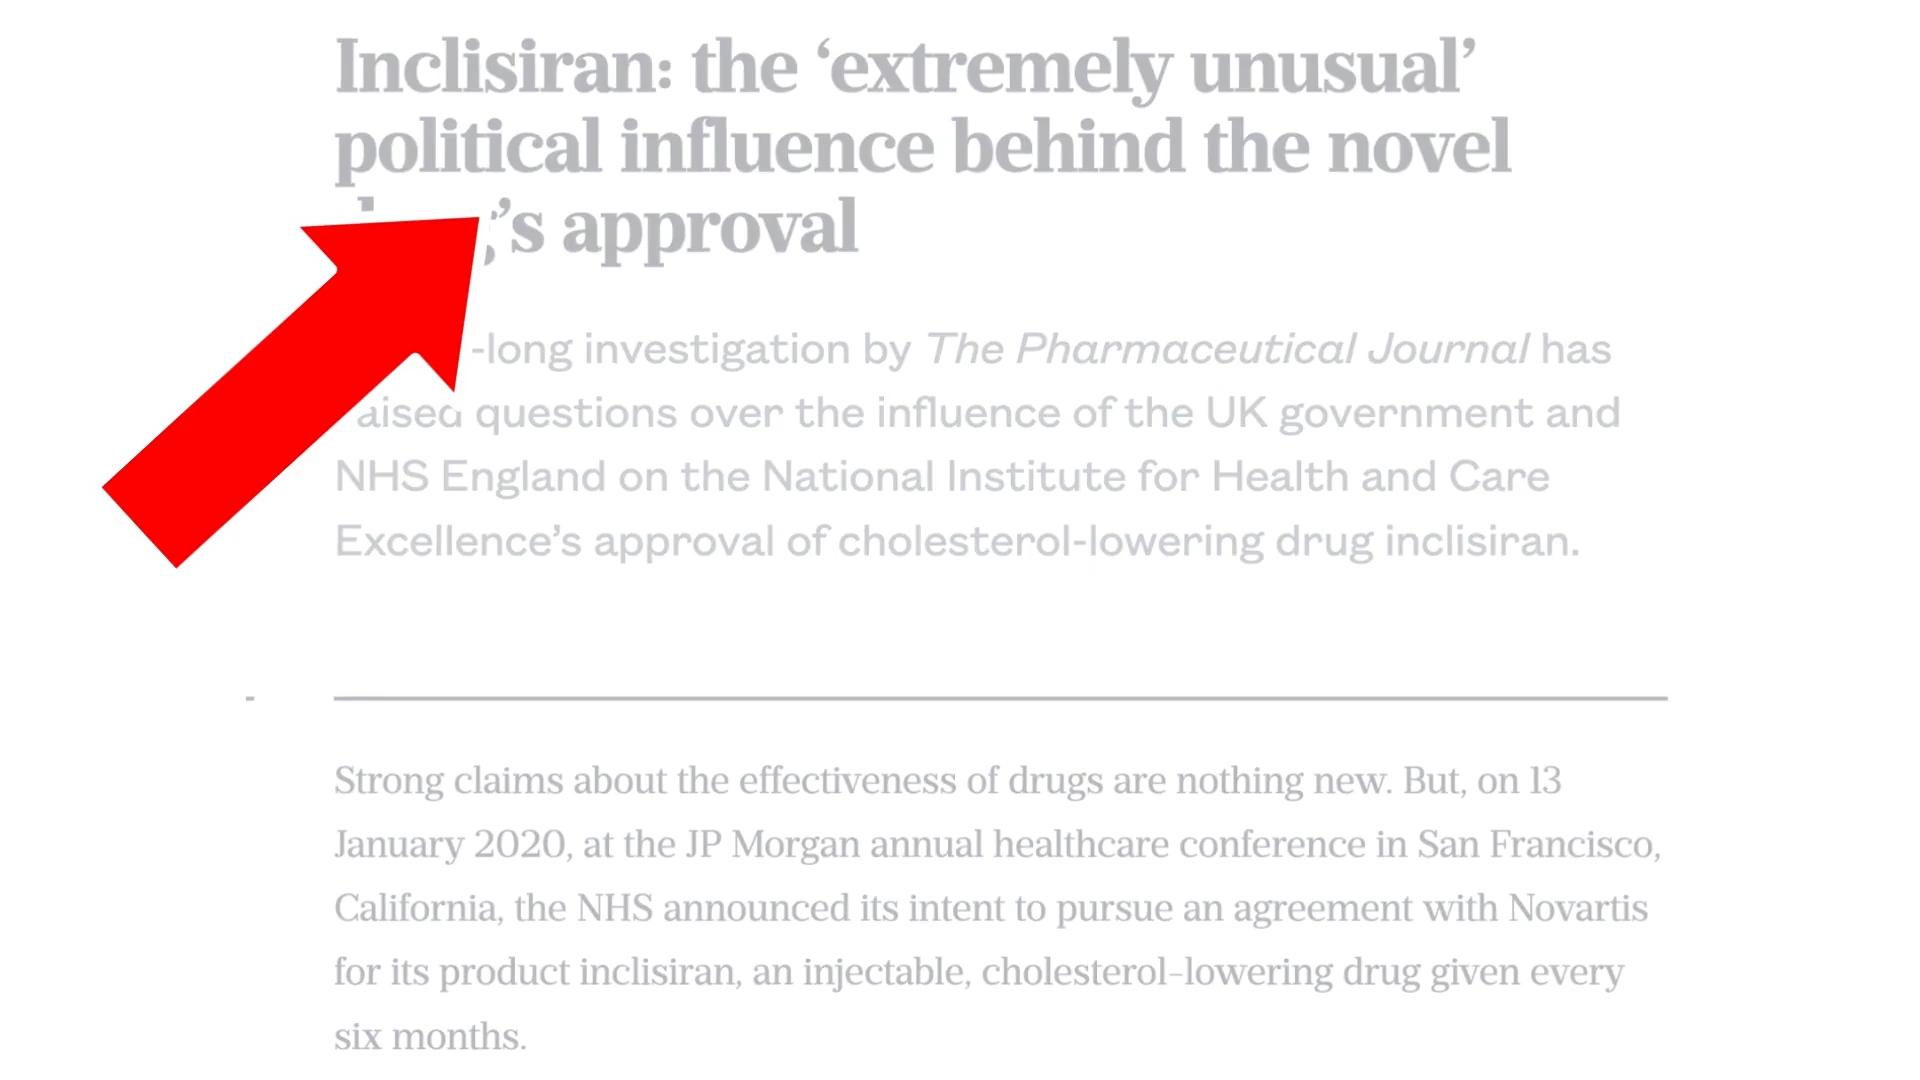 Inclisiran: the ‘extremely unusual’
political influence behind the novel
’s approval
-long investigation by The Pharmaceutical Journal has
questions over the influence of the UK government and
NHS England on the National Institute for Health and Care
Excellence’s approval of cholesterol-lowering drug inclisiran.
Strong claims about the effectiveness of drugs are nothing new. But, on 13
January 2020, at the JP Morgan annual healthcare conference in San Francisco,
California, the NHS announced its intent to pursue an agreement with Novartis
for its product inclisiran, an injectable, cholesterol-lowering drug given every
six months.